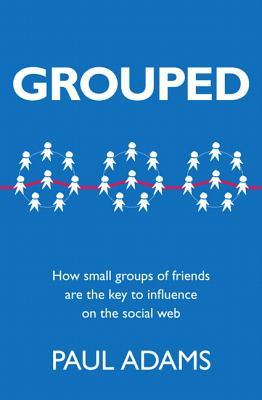 GROUPED
How small groups of friends
are the key to influence
on the social web
PAUL ADAMS